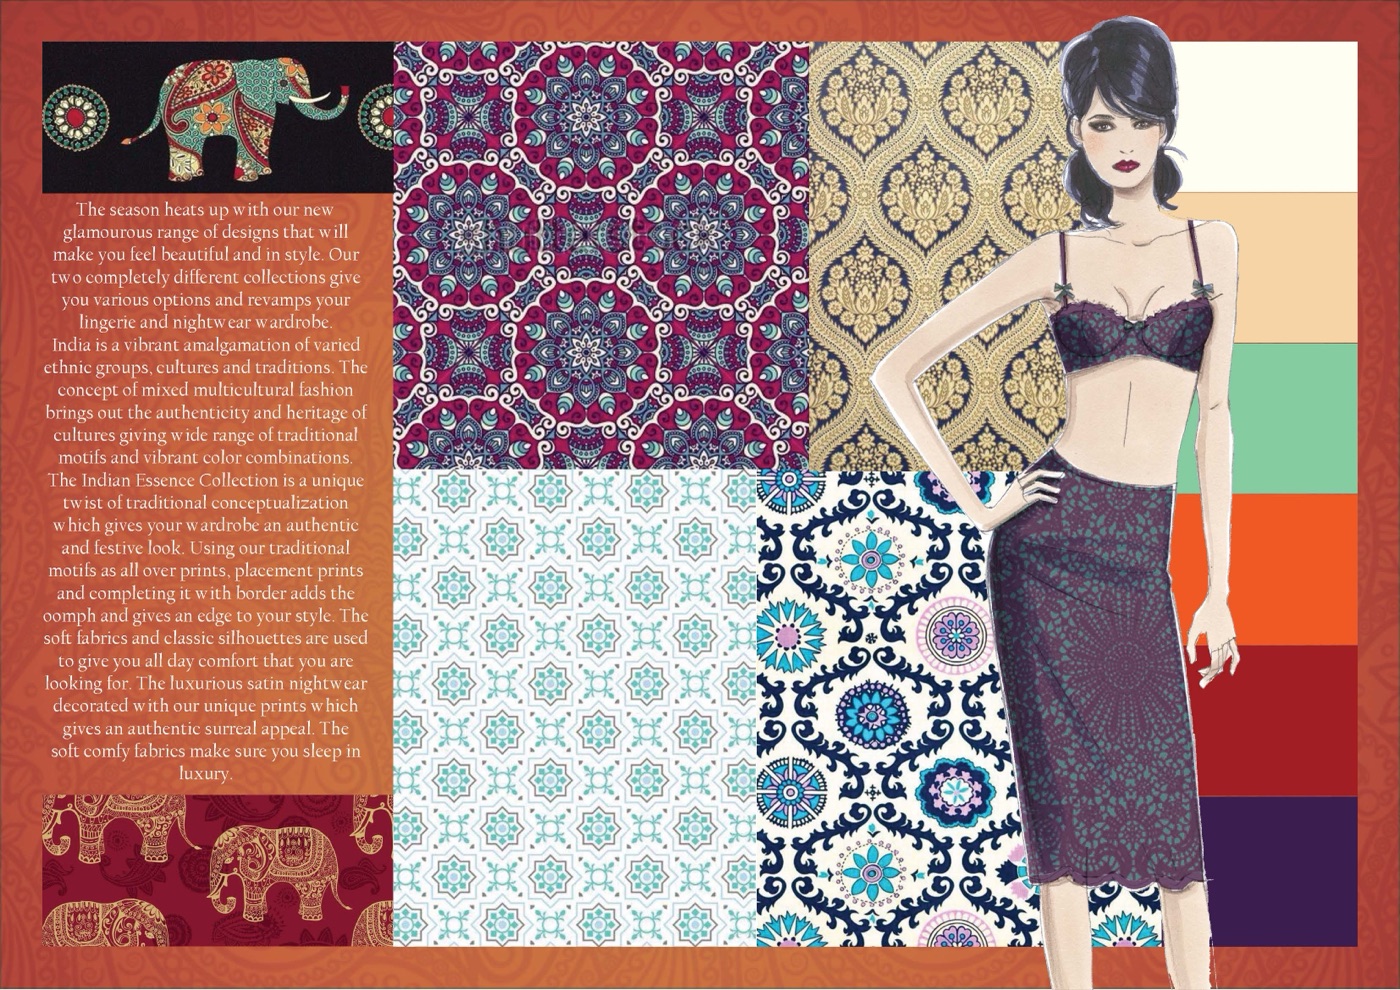 The season heats up with our new
glamourous range of designs that will
make you feel beautiful and in style. Our
two completely different collections give
you various options and revamps your
lingerie and nightwear wardrobe.
India is a vibrant amalgamation of varied
ethnic groups, cultures and traditions. The
concept of mixed multicultural fashion
brings out the authenticity and heritage of
cultures giving wide range of traditional
motifs and vibrant color combinations.
The Indian Essence Collection is a unique
twist of traditional conceptualization
which gives your wardrobe an authentic
and festive look. Using our traditional
motifs as all over prints, placement prints
and completing it with border adds the
oomph and gives an edge to your style. The
soft fabrics and classic silhouettes are used
to give you all day comfort that you are
looking for. The luxurious satin nightwear
decorated with our unique prints which
gives an authentic surreal appeal. The
soft comfy fabrics make sure you sleep in
luxury.